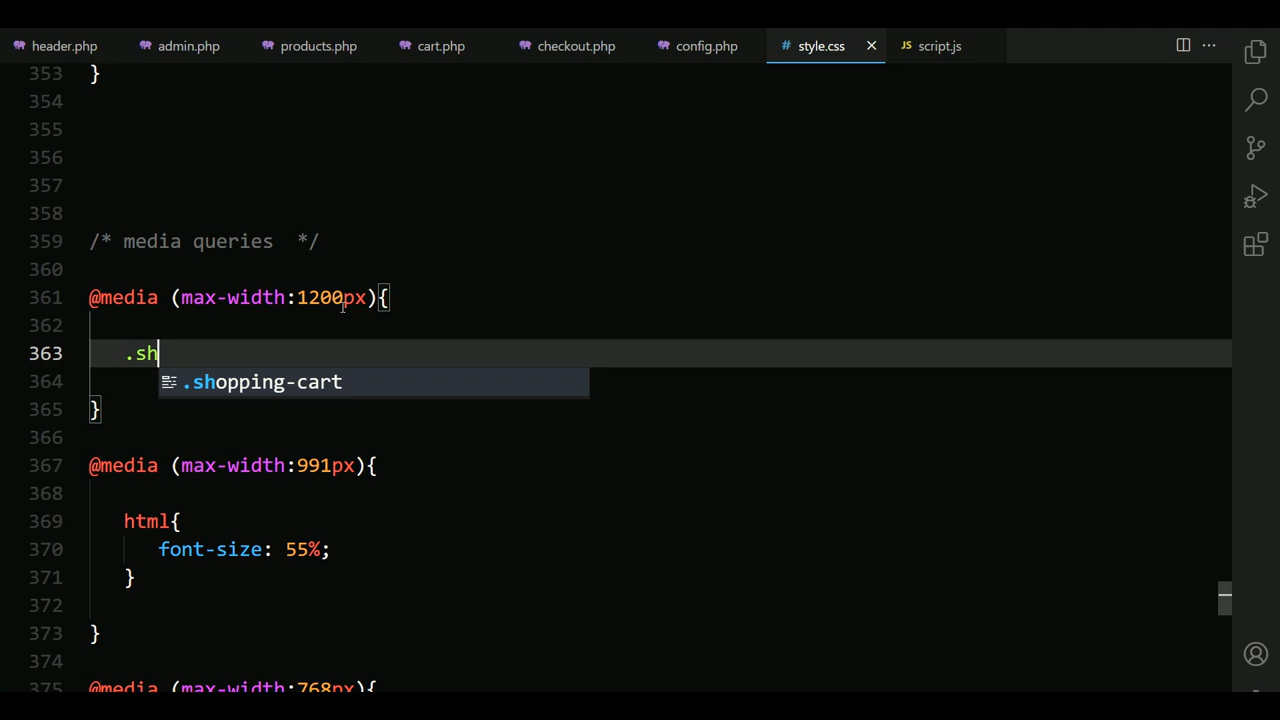 header.php admin.php products.php cart.php checkout.php config.php # style.css JS script.js
353 }
354
355
356
357
358
359 /* media queries  */
360
361 @media (max-width:1200px){
362
363 .sh
364 .shopping-cart
365 }
366
367 @media (max-width:991px){
368
369 html{
370 font-size: 55%;
371 }
372
373 }
374
375 @media (max-width:768px){